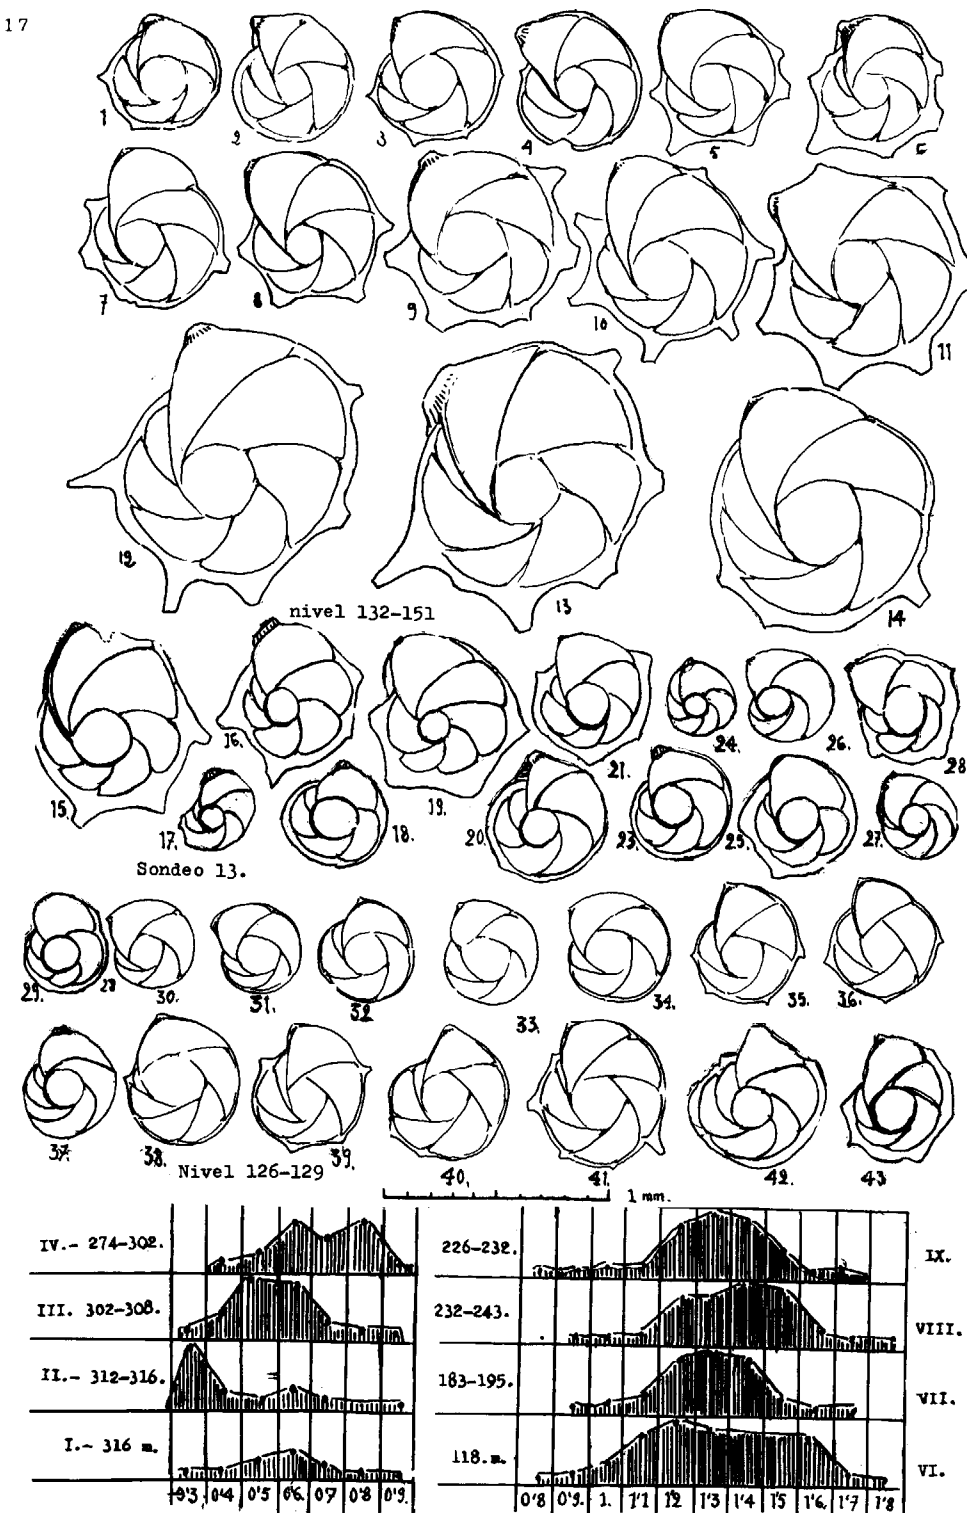 17
1 2 3 4 5 6
7 8 9 10 11
12 13 14
nivel 132-151
15. 16. 19. 21. 24. 26. 28
17. 18. 20. 23. 25. 27.
Sondeo 13.
29. 28 30. 31. 32 33. 34. 35. 36.
37. 38. 39. 40. 41. 42. 43
Nivel 126-129
1 mm.
IV.- 274-302.
III. 302-308.
II.- 312-316.
I.- 316 m.
0'3 0'4 0'5 0'6 0'7 0'8 0'9.
226-232. IX.
232-243. VIII.
183-195. VII.
118. m. VI.
0'8 0'9. 1. 1'1 1'2 1'3 1'4 1'5 1'6 1'7 1'8